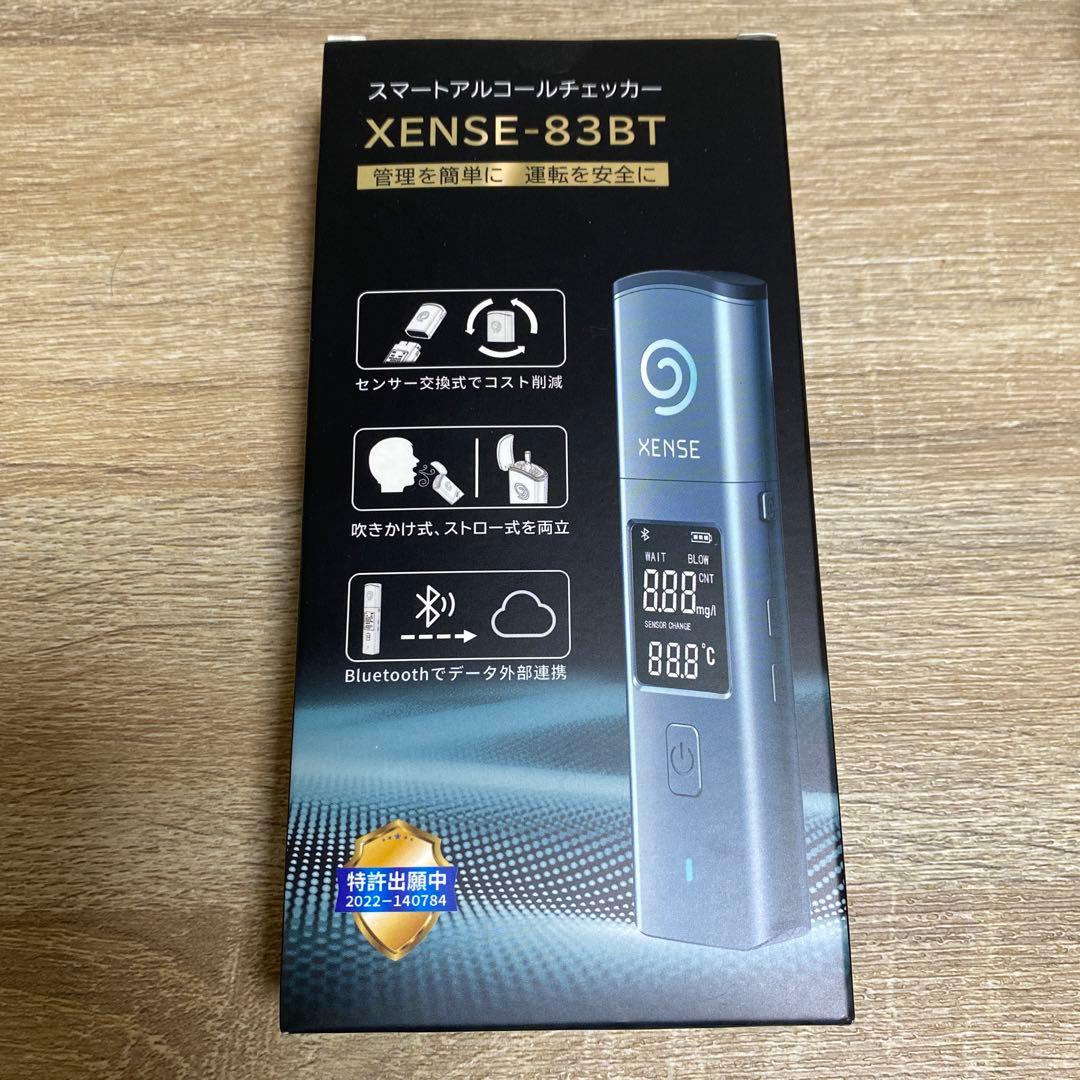 スマートアルコールチェッカー
XENSE-83BT
管理を簡単に 運転を安全に
センサー交換式でコスト削減
吹きかけ式、ストロー式を両立
Bluetoothでデータ外部連携
XENSE
WAIT BLOW
8.88 CNT mg/l
SENSOR CHANGE
88.8 °C
特許出願中
2022-140784